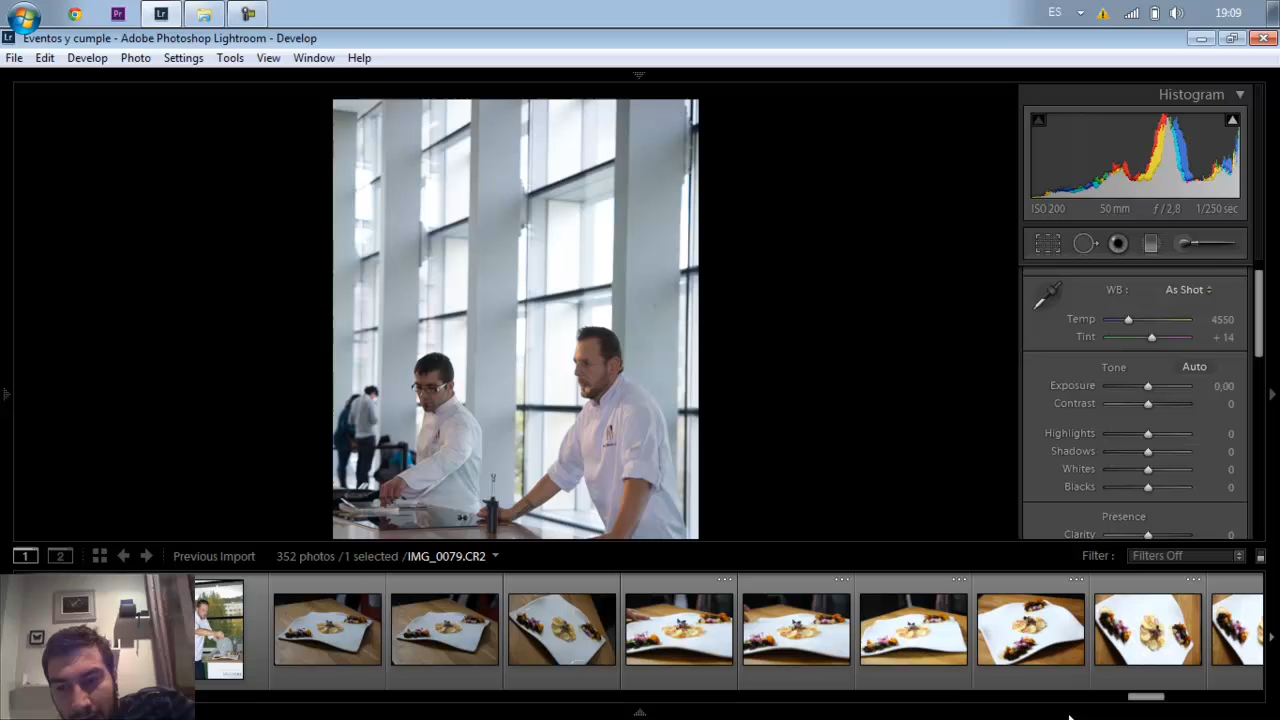 Pr
Lr
ES
19:09
Lr
Eventos y cumple - Adobe Photoshop Lightroom - Develop
File Edit Develop Photo Settings Tools View Window Help
Histogram
ISO 200 50 mm ƒ / 2,8 1/250 sec
WB : As Shot
Temp 4550
Tint + 14
Tone Auto
Exposure 0,00
Contrast 0
Highlights 0
Shadows 0
Whites 0
Blacks 0
Presence
Clarity
1 2 Previous Import 352 photos / 1 selected / IMG_0079.CR2 Filter : Filters Off